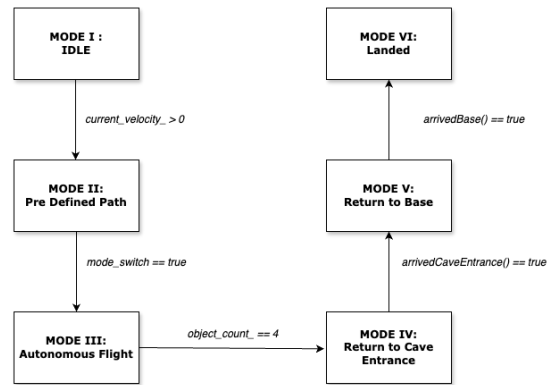 MODE I :
IDLE
current_velocity_ > 0
MODE II:
Pre Defined Path
mode_switch == true
MODE III:
Autonomous Flight
object_count_ == 4
MODE IV:
Return to Cave
Entrance
arrivedCaveEntrance() == true
MODE V:
Return to Base
arrivedBase() == true
MODE VI:
Landed